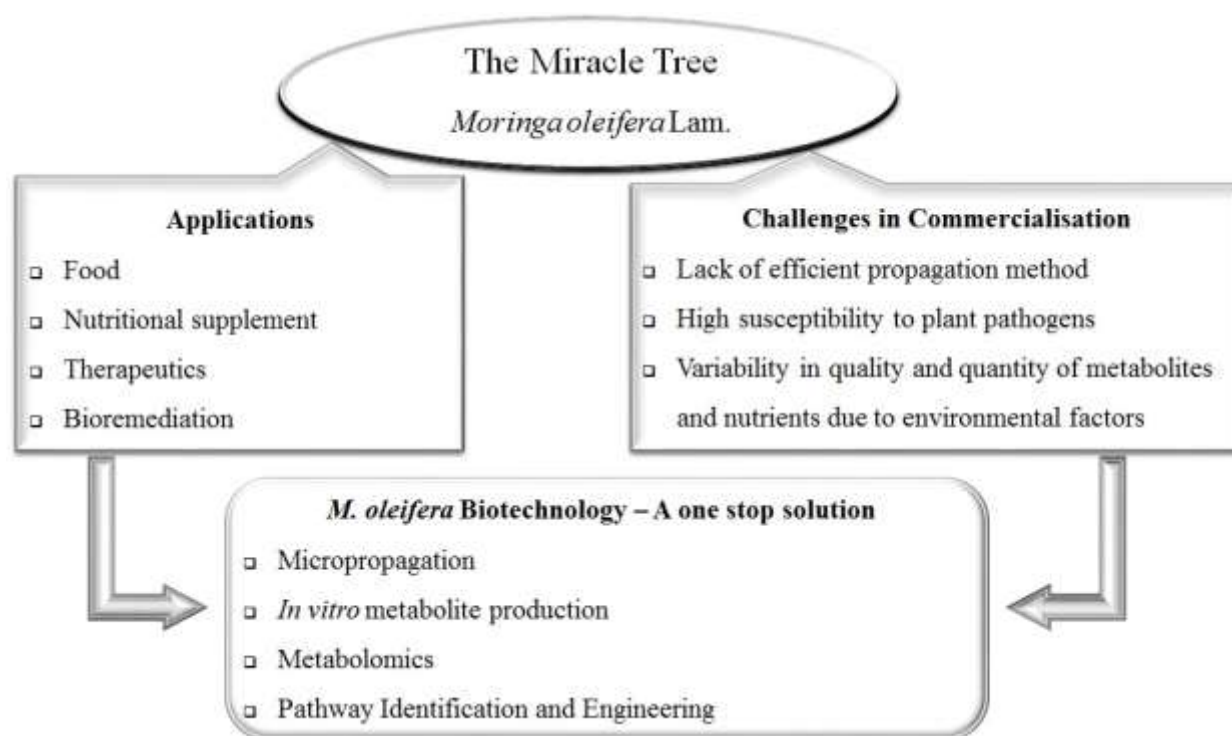 The Miracle Tree
Moringa oleifera Lam.
Applications
Food
Nutritional supplement
Therapeutics
Bioremediation
Challenges in Commercialisation
Lack of efficient propagation method
High susceptibility to plant pathogens
Variability in quality and quantity of metabolites
and nutrients due to environmental factors
M. oleifera Biotechnology – A one stop solution
Micropropagation
In vitro metabolite production
Metabolomics
Pathway Identification and Engineering